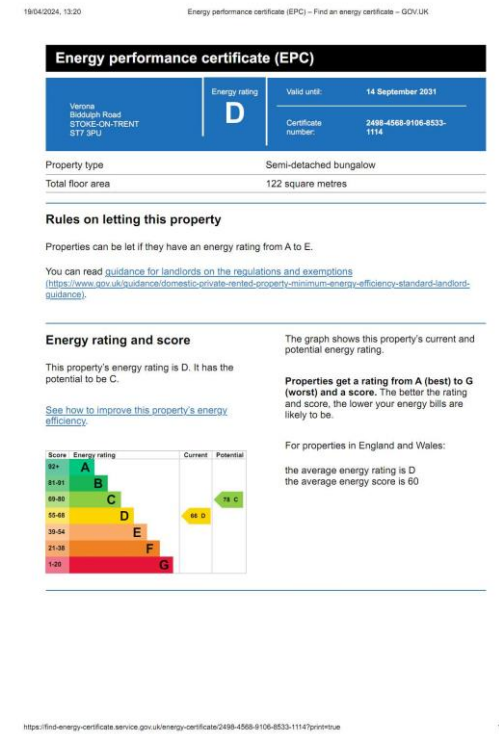 19/04/2024, 13:20
Energy performance certificate (EPC) – Find an energy certificate – GOV.UK
Energy performance certificate (EPC)
Verona
Biddulph Road
STOKE-ON-TRENT
ST7 3PU
Energy rating
D
Valid until:
14 September 2031
Certificate
number:
2498-4568-9106-8533-
1114
Property type
Semi-detached bungalow
Total floor area
122 square metres
Rules on letting this property
Properties can be let if they have an energy rating from A to E.
You can read guidance for landlords on the regulations and exemptions
(https://www.gov.uk/guidance/domestic-private-rented-property-minimum-energy-efficiency-standard-landlord-
guidance).
Energy rating and score
This property's energy rating is D. It has the
potential to be C.
See how to improve this property's energy
efficiency.
Score Energy rating Current Potential
92+ A
81-91 B
69-80 C
55-68 D
39-54 E
21-38 F
1-20 G
66 D
The graph shows this property's current and
potential energy rating.
Properties get a rating from A (best) to G
(worst) and a score. The better the rating
and score, the lower your energy bills are
likely to be.
For properties in England and Wales:
the average energy rating is D
the average energy score is 60
https://find-energy-certificate.service.gov.uk/energy-certificate/2498-4568-9106-8533-1114?print=true